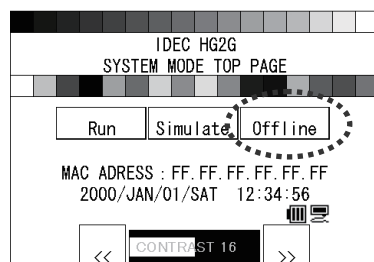 IDEC HG2G
SYSTEM MODE TOP PAGE
Run Simulate Offline
MAC ADRESS : FF. FF. FF. FF. FF. FF
2000/JAN/01/SAT 12:34:56
<< CONTRAST 16 >>